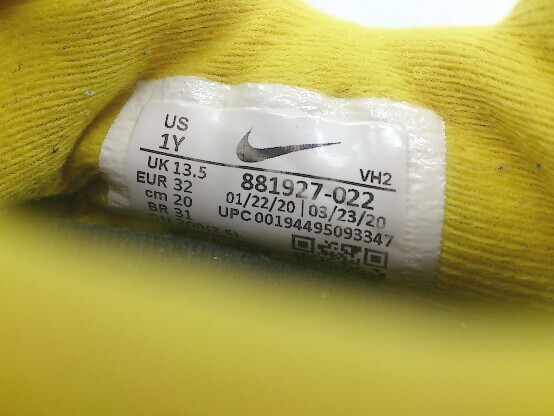 US
1Y
UK 13.5
EUR 32
cm 20
BR 31
VH2
881927-022
01/22/20 | 03/23/20
UPC 00194495093347